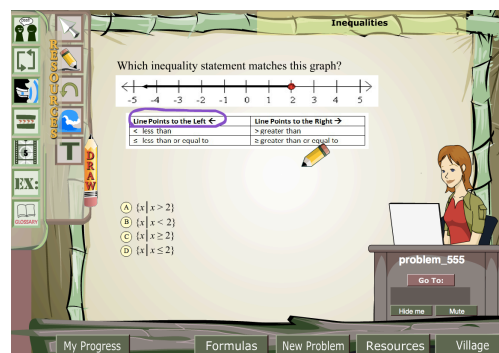 Inequalities
RESOURCES
Which inequality statement matches this graph?
-5 -4 -3 -2 -1 0 1 2 3 4 5
Line Points to the Left ← Line Points to the Right →
< less than > greater than
≤ less than or equal to ≥ greater than or equal to
T
DRAW
EX:
GLOSSARY
A {x|x > 2}
B {x|x < 2}
C {x|x ≥ 2}
D {x|x ≤ 2}
problem_555
Go To:
Hide me Mute
My Progress Formulas New Problem Resources Village